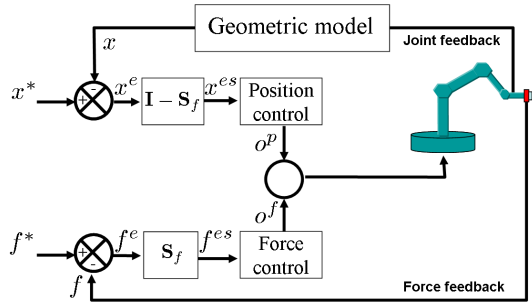 Geometric model
Joint feedback
x
x*
-
+
x^e
I − S_f
x^{es}
Position
control
o^p
o^f
f*
+
-
f^e
S_f
f^{es}
Force
control
f
Force feedback